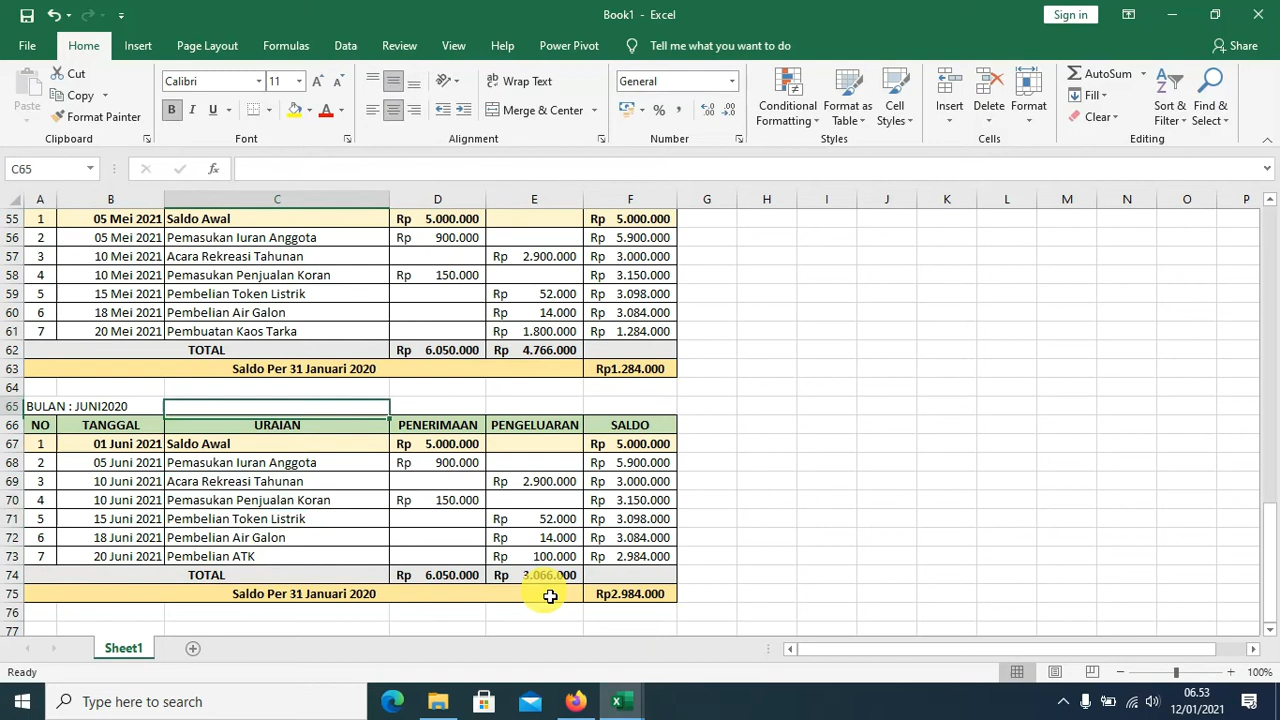 Book1 - Excel
Sign in
File Home Insert Page Layout Formulas Data Review View Help Power Pivot Tell me what you want to do Share
Paste
Cut
Copy
Format Painter
Clipboard
Calibri 11
B I U
Font
Wrap Text
Merge & Center
Alignment
General
Number
Conditional Formatting
Format as Table
Cell Styles
Styles
Insert Delete Format
Cells
AutoSum
Fill
Clear
Sort & Filter
Find & Select
Editing
C65 fx
A B C D E F G H I J K L M N O P
55 1 05 Mei 2021 Saldo Awal Rp 5.000.000 Rp 5.000.000
56 2 05 Mei 2021 Pemasukan Iuran Anggota Rp 900.000 Rp 5.900.000
57 3 10 Mei 2021 Acara Rekreasi Tahunan Rp 2.900.000 Rp 3.000.000
58 4 10 Mei 2021 Pemasukan Penjualan Koran Rp 150.000 Rp 3.150.000
59 5 15 Mei 2021 Pembelian Token Listrik Rp 52.000 Rp 3.098.000
60 6 18 Mei 2021 Pembelian Air Galon Rp 14.000 Rp 3.084.000
61 7 20 Mei 2021 Pembuatan Kaos Tarka Rp 1.800.000 Rp 1.284.000
62 TOTAL Rp 6.050.000 Rp 4.766.000
63 Saldo Per 31 Januari 2020 Rp1.284.000
64
65 BULAN : JUNI2020
66 NO TANGGAL URAIAN PENERIMAAN PENGELUARAN SALDO
67 1 01 Juni 2021 Saldo Awal Rp 5.000.000 Rp 5.000.000
68 2 05 Juni 2021 Pemasukan Iuran Anggota Rp 900.000 Rp 5.900.000
69 3 10 Juni 2021 Acara Rekreasi Tahunan Rp 2.900.000 Rp 3.000.000
70 4 10 Juni 2021 Pemasukan Penjualan Koran Rp 150.000 Rp 3.150.000
71 5 15 Juni 2021 Pembelian Token Listrik Rp 52.000 Rp 3.098.000
72 6 18 Juni 2021 Pembelian Air Galon Rp 14.000 Rp 3.084.000
73 7 20 Juni 2021 Pembelian ATK Rp 100.000 Rp 2.984.000
74 TOTAL Rp 6.050.000 Rp 3.066.000
75 Saldo Per 31 Januari 2020 Rp2.984.000
76
77
Sheet1
Ready 100%
Type here to search
06.53
12/01/2021